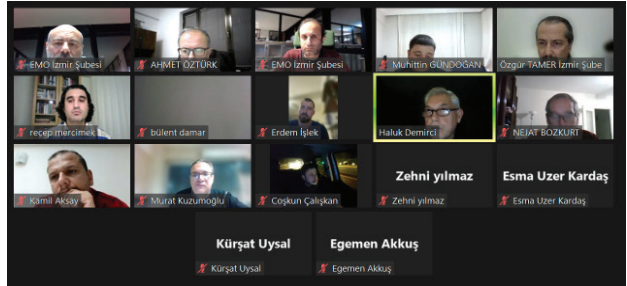 EMO İzmir Şubesi
AHMET ÖZTÜRK
EMO İzmir Şubesi
Muhittin GÜNDOĞAN
Özgür TAMER İzmir Şube
recep mercimek
bülent damar
Erdem İşlek
Haluk Demirci
NEJAT BOZKURT
Kamil Aksay
Murat Kuzumoğlu
Coşkun Çalışkan
Zehni yılmaz
Zehni yılmaz
Esma Uzer Kardaş
Esma Uzer Kardaş
Kürşat Uysal
Kürşat Uysal
Egemen Akkuş
Egemen Akkuş